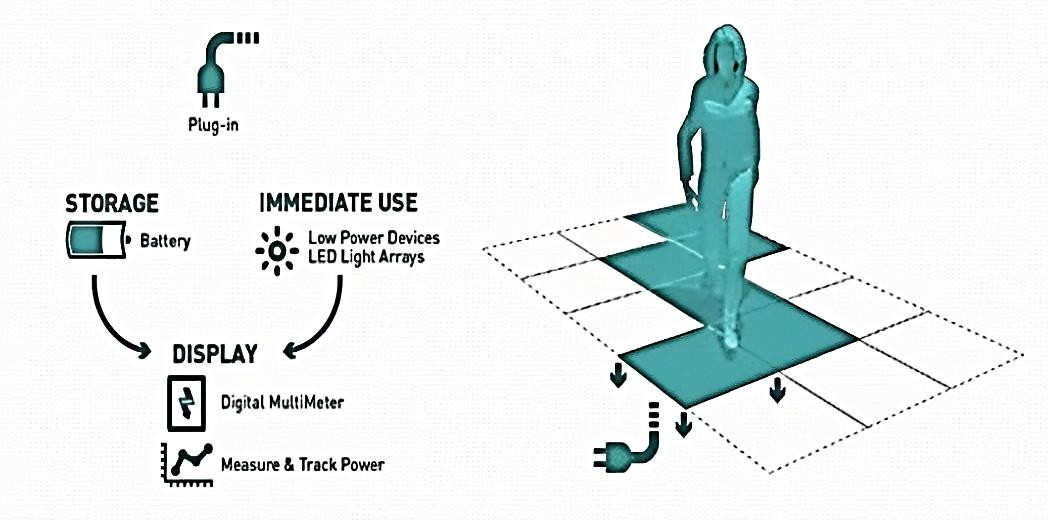 Plug-in
STORAGE
Battery
IMMEDIATE USE
Low Power Devices
LED Light Arrays
DISPLAY
Digital MultiMeter
Measure & Track Power